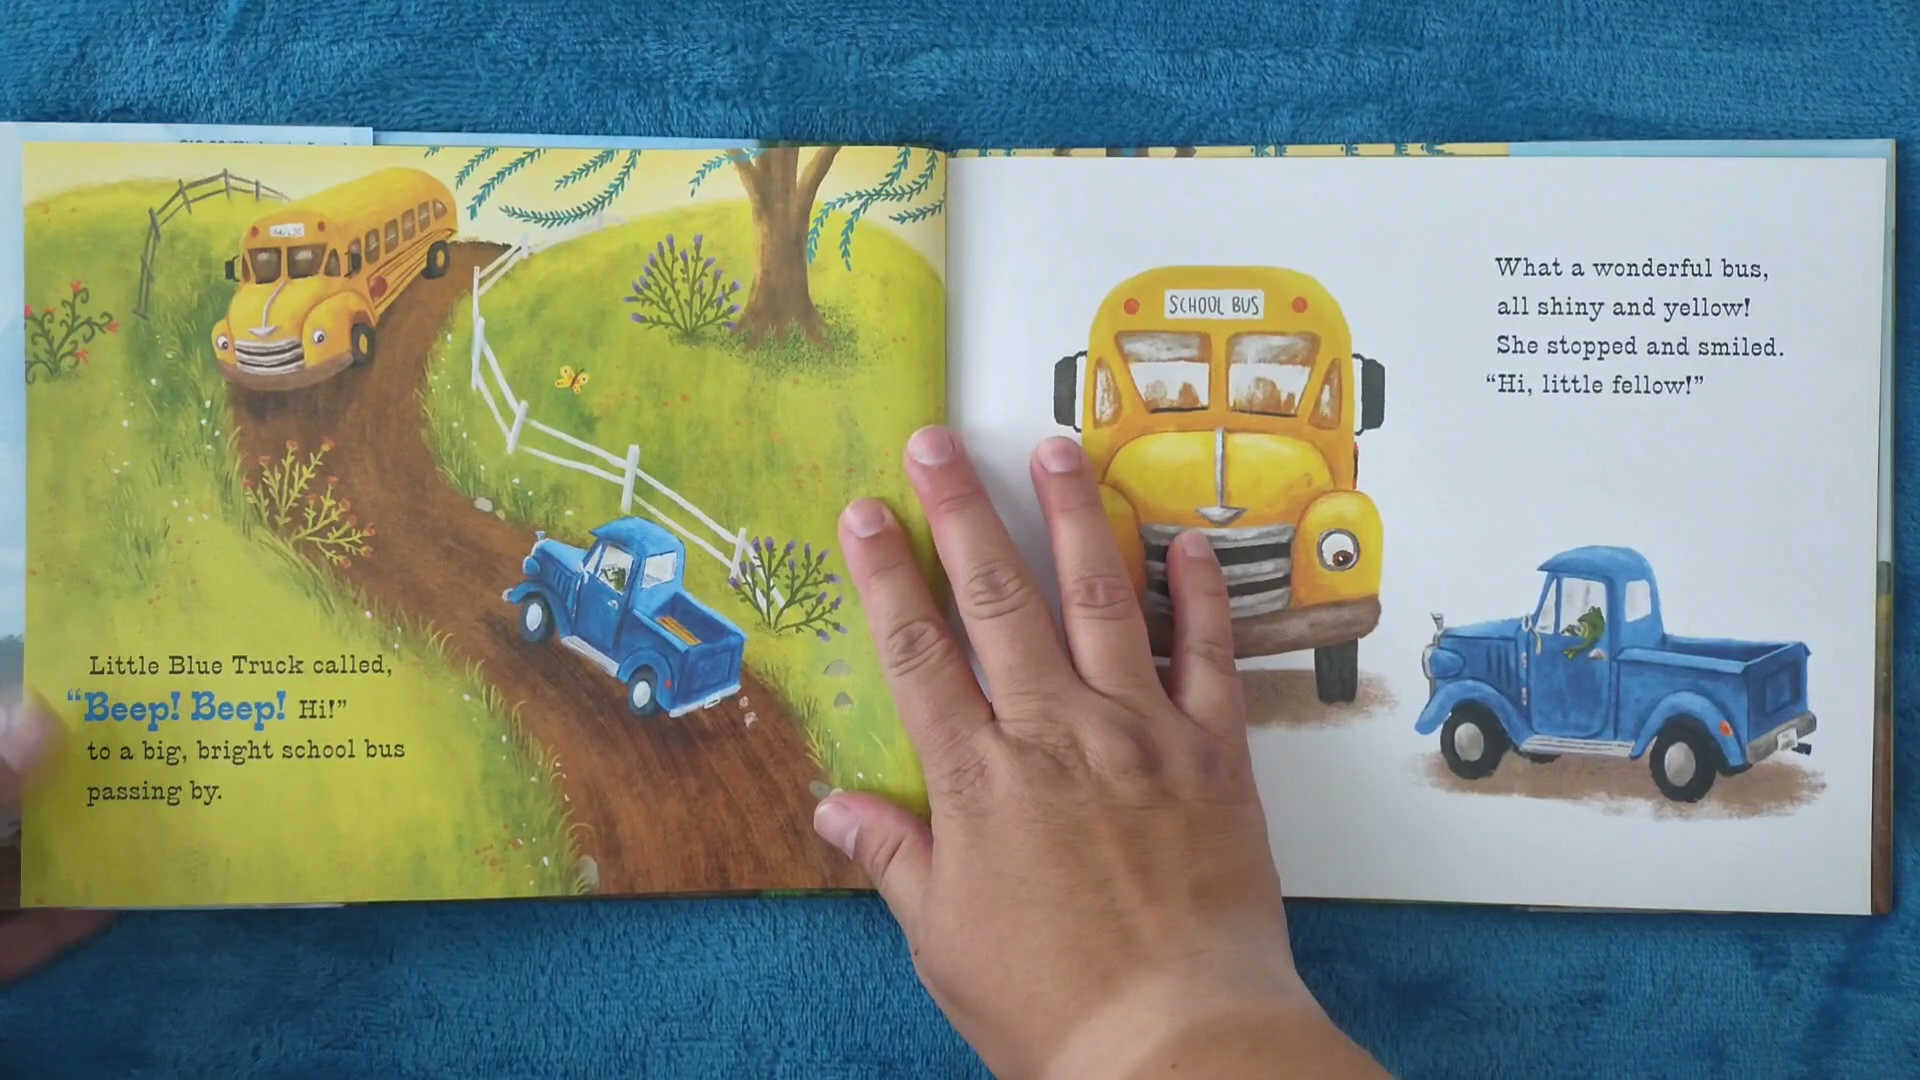 Little Blue Truck called,
“Beep! Beep! Hi!”
to a big, bright school bus
passing by.
SCHOOL BUS
What a wonderful bus,
all shiny and yellow!
She stopped and smiled.
“Hi, little fellow!”